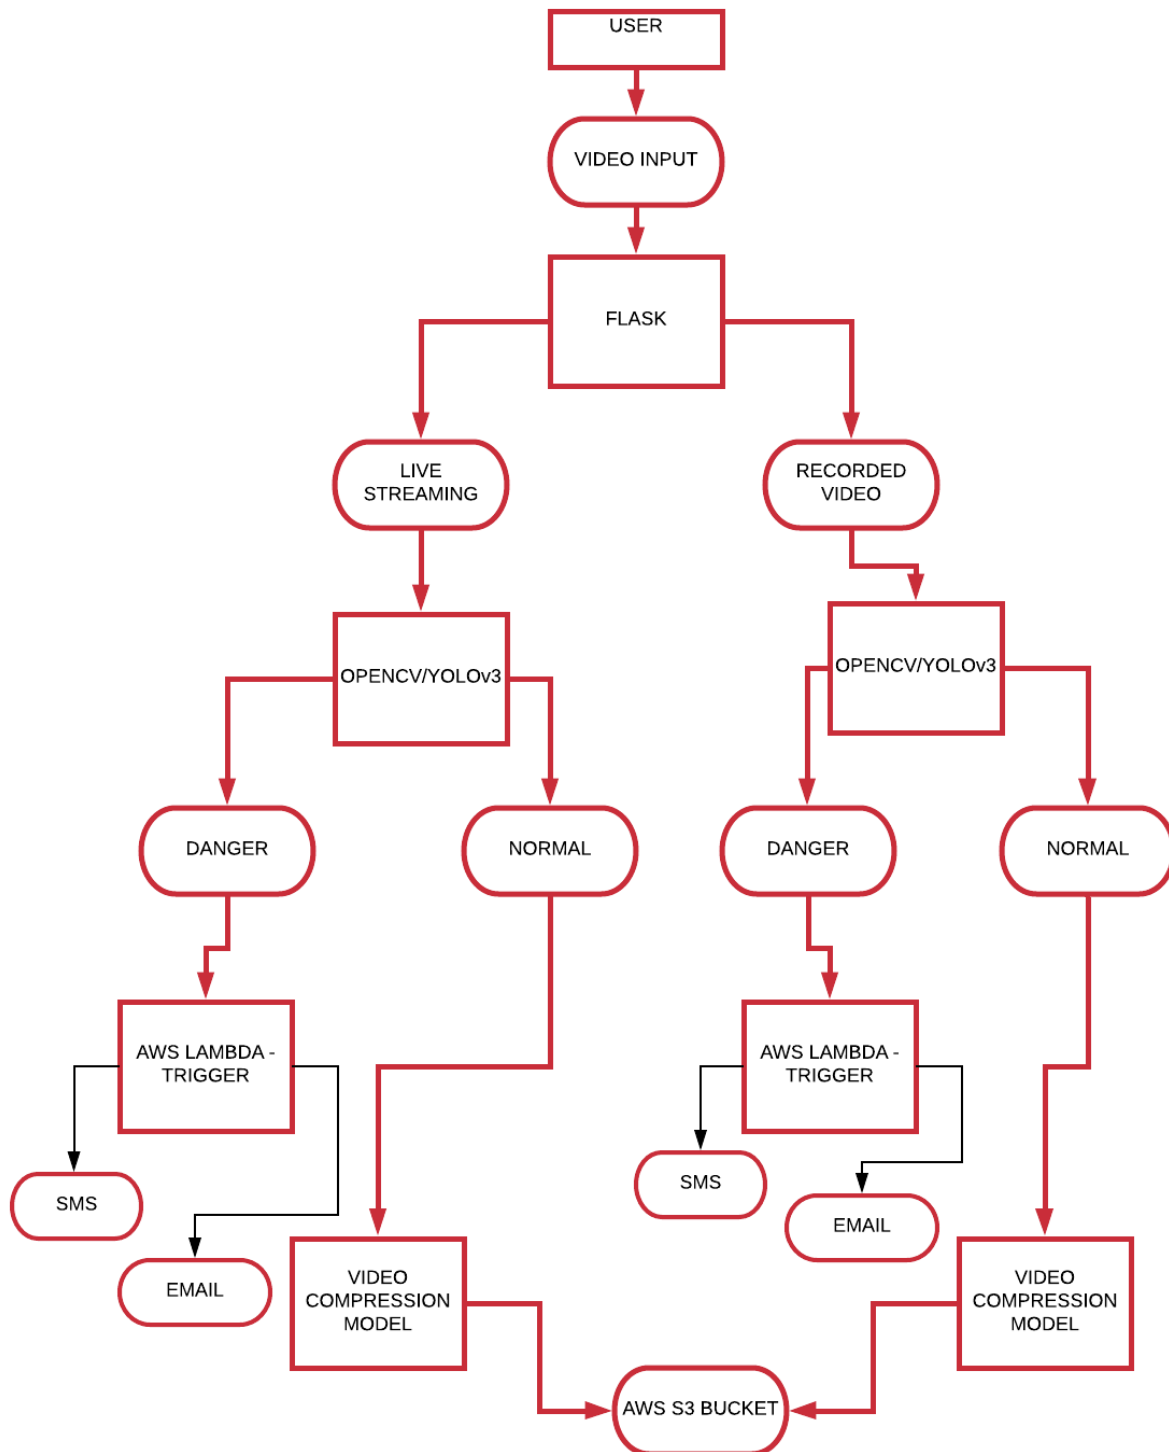 USER
VIDEO INPUT
FLASK
LIVE
STREAMING
RECORDED
VIDEO
OPENCV/YOLOv3
OPENCV/YOLOv3
DANGER
NORMAL
DANGER
NORMAL
AWS LAMBDA -
TRIGGER
AWS LAMBDA -
TRIGGER
SMS
EMAIL
SMS
EMAIL
VIDEO
COMPRESSION
MODEL
VIDEO
COMPRESSION
MODEL
AWS S3 BUCKET